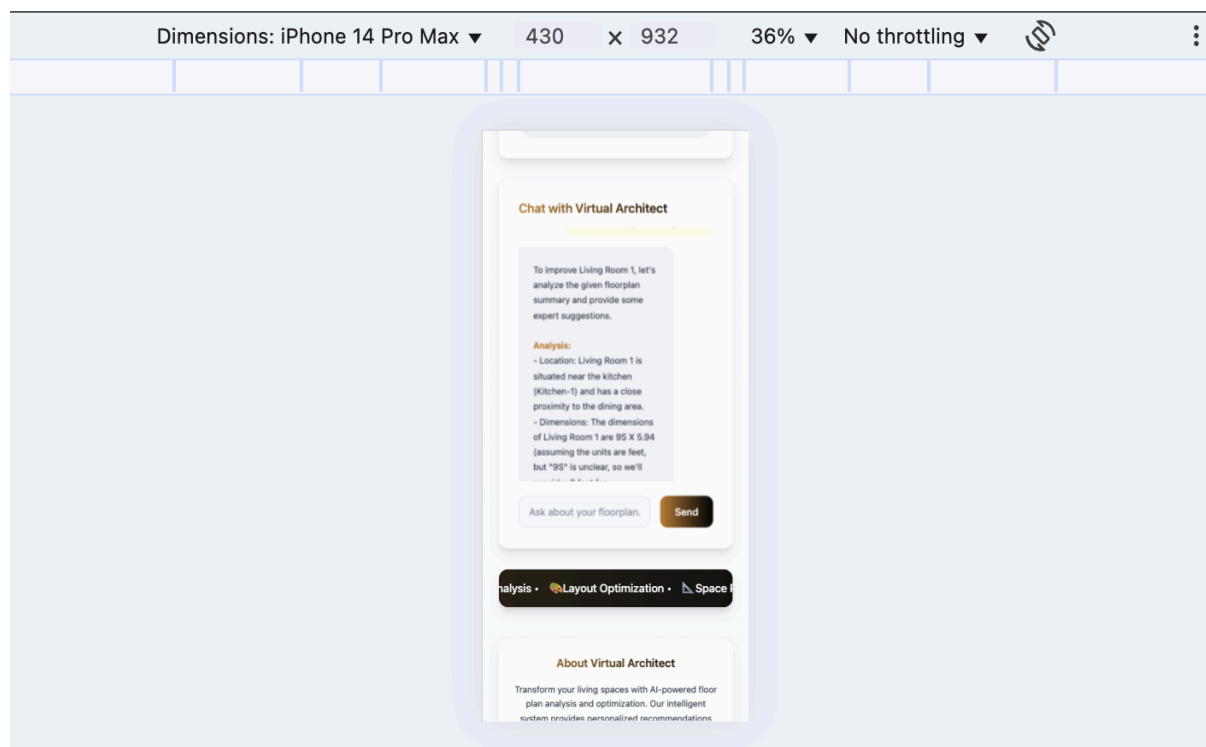 Dimensions: iPhone 14 Pro Max ▼ 430 x 932 36% ▼ No throttling ▼
Chat with Virtual Architect
To improve Living Room 1, let's
analyze the given floorplan
summary and provide some
expert suggestions.
Analysis:
- Location: Living Room 1 is
situated near the kitchen
(Kitchen-1) and has a close
proximity to the dining area.
- Dimensions: The dimensions
of Living Room 1 are 9S X 5.94
(assuming the units are feet,
but "9S" is unclear, so we'll
Ask about your floorplan.
Send
nalysis • 🎨Layout Optimization • 📐Space
About Virtual Architect
Transform your living spaces with AI-powered floor
plan analysis and optimization. Our intelligent
system provides personalized recommendations